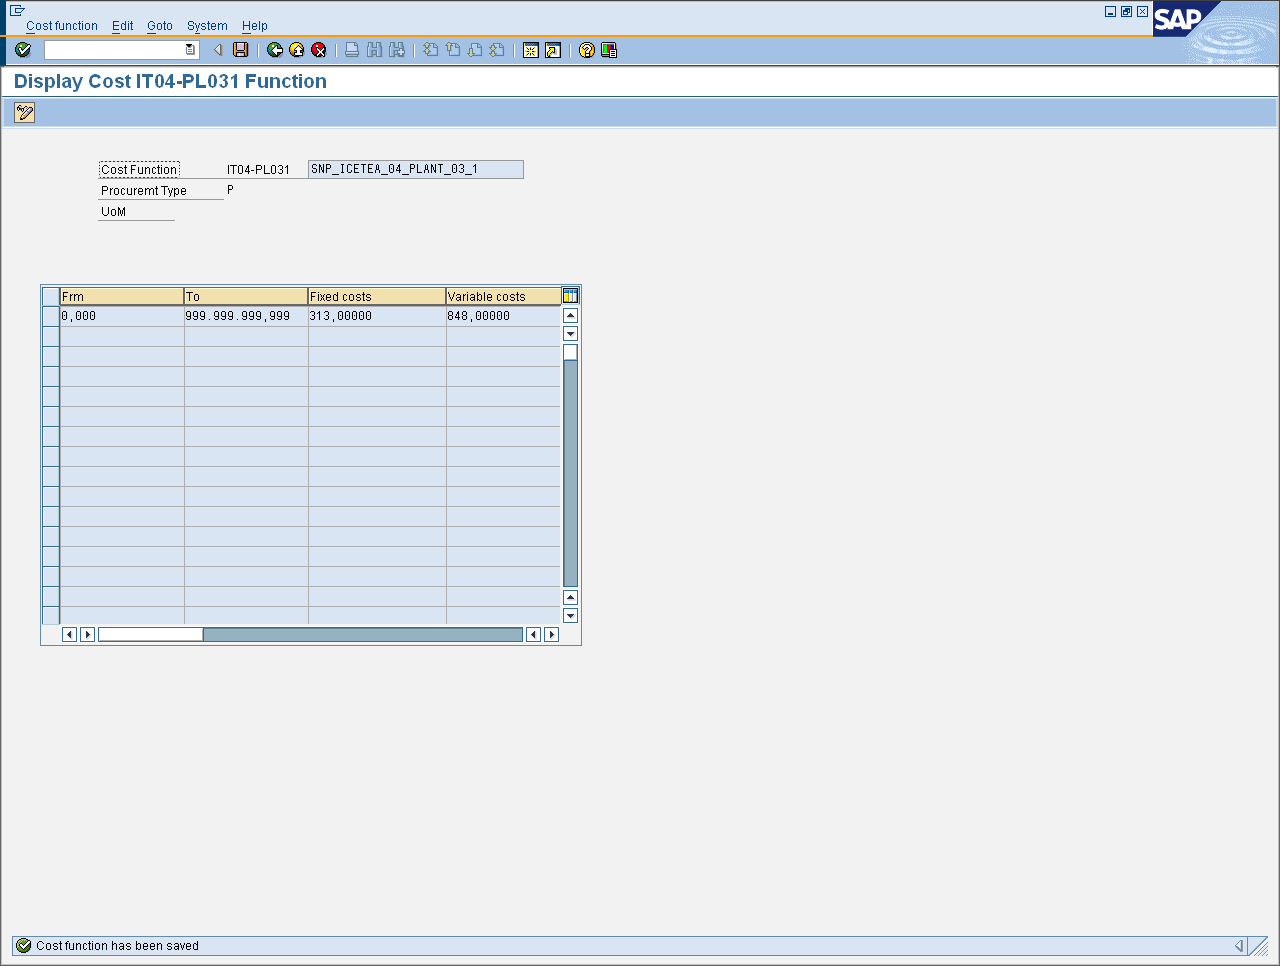 Cost function Edit Goto System Help
SAP
Display Cost IT04-PL031 Function
Cost Function IT04-PL031 SNP_ICETEA_04_PLANT_03_1
Procuremt Type P
UoM
Frm To Fixed costs Variable costs
0,000 999.999.999,999 313,00000 848,00000
Cost function has been saved